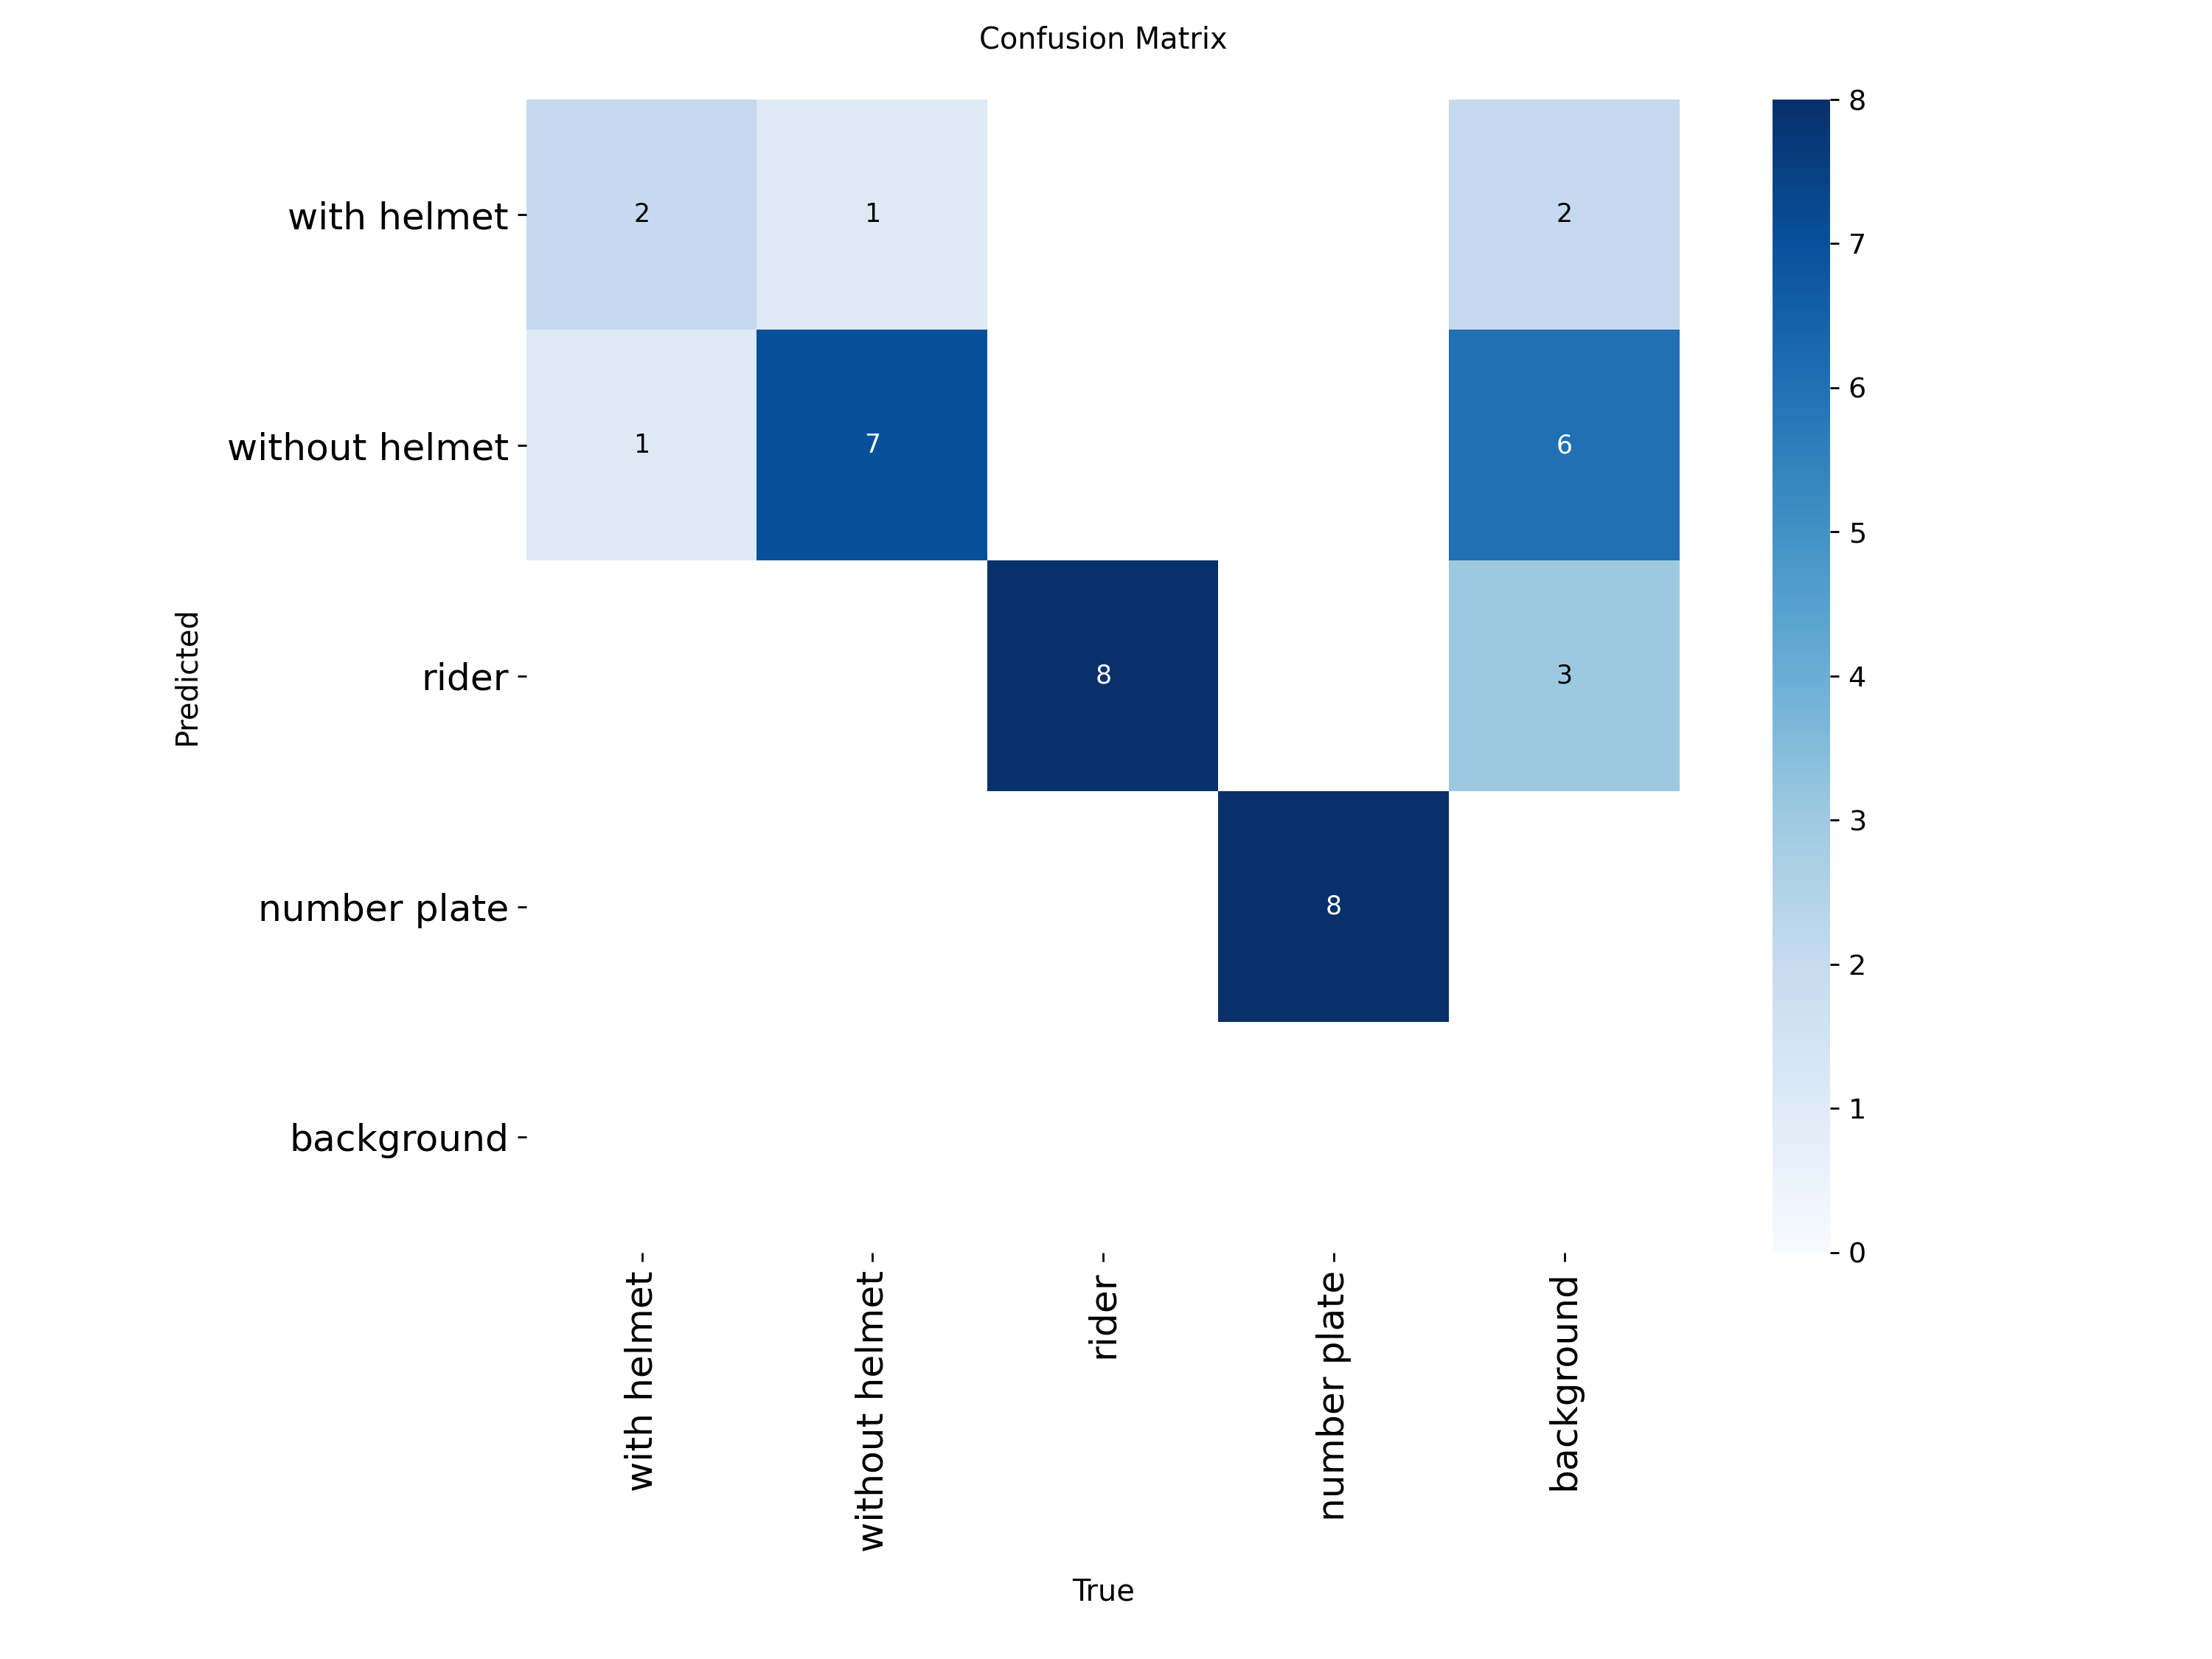 Confusion Matrix
with helmet
without helmet
rider
number plate
background
Predicted
2 1 2
1 7 6
8 3
8
8
7
6
5
4
3
2
1
0
with helmet
without helmet
rider
number plate
background
True